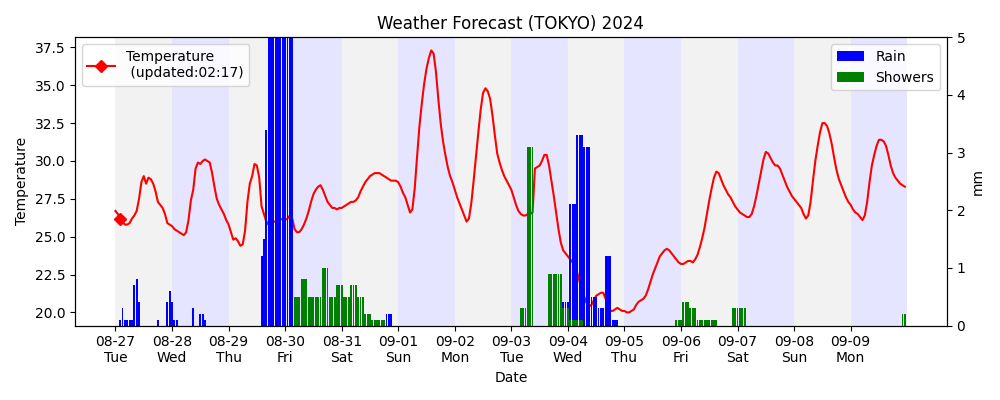 Weather Forecast (TOKYO) 2024
Temperature
(updated:02:17)
Rain
Showers
Temperature
37.5
35.0
32.5
30.0
27.5
25.0
22.5
20.0
5
4
3
2
1
0
mm
08-27 08-28 08-29 08-30 08-31 09-01 09-02 09-03 09-04 09-05 09-06 09-07 09-08 09-09
Tue Wed Thu Fri Sat Sun Mon Tue Wed Thu Fri Sat Sun Mon
Date